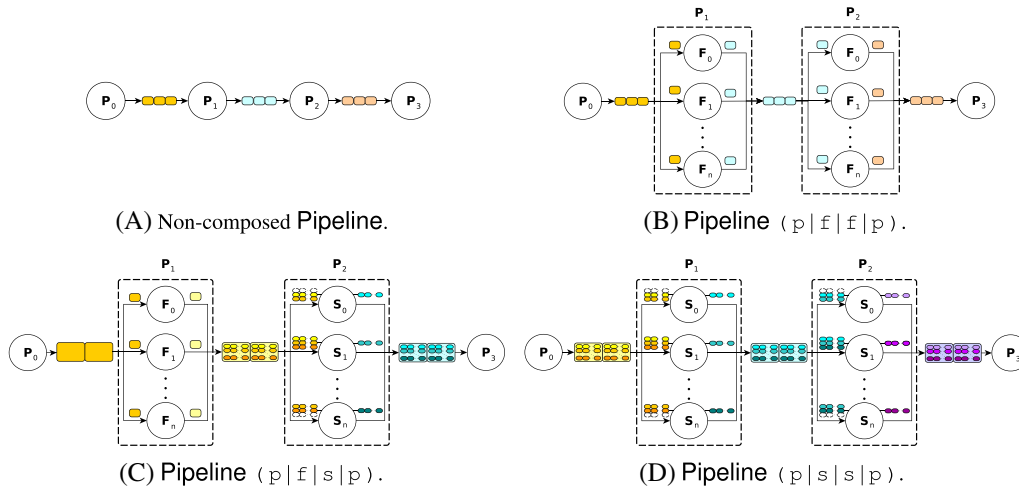 P0 P1 P2 P3
(A) Non-composed Pipeline.
P1 P2
F0 F0
P0 F1 F1 P3
Fn Fn
(B) Pipeline (p|f|f|p).
P1 P2
F0 S0
P0 F1 S1 P3
Fn Sn
(C) Pipeline (p|f|s|p).
P1 P2
S0 S0
P0 S1 S1 P3
Sn Sn
(D) Pipeline (p|s|s|p).